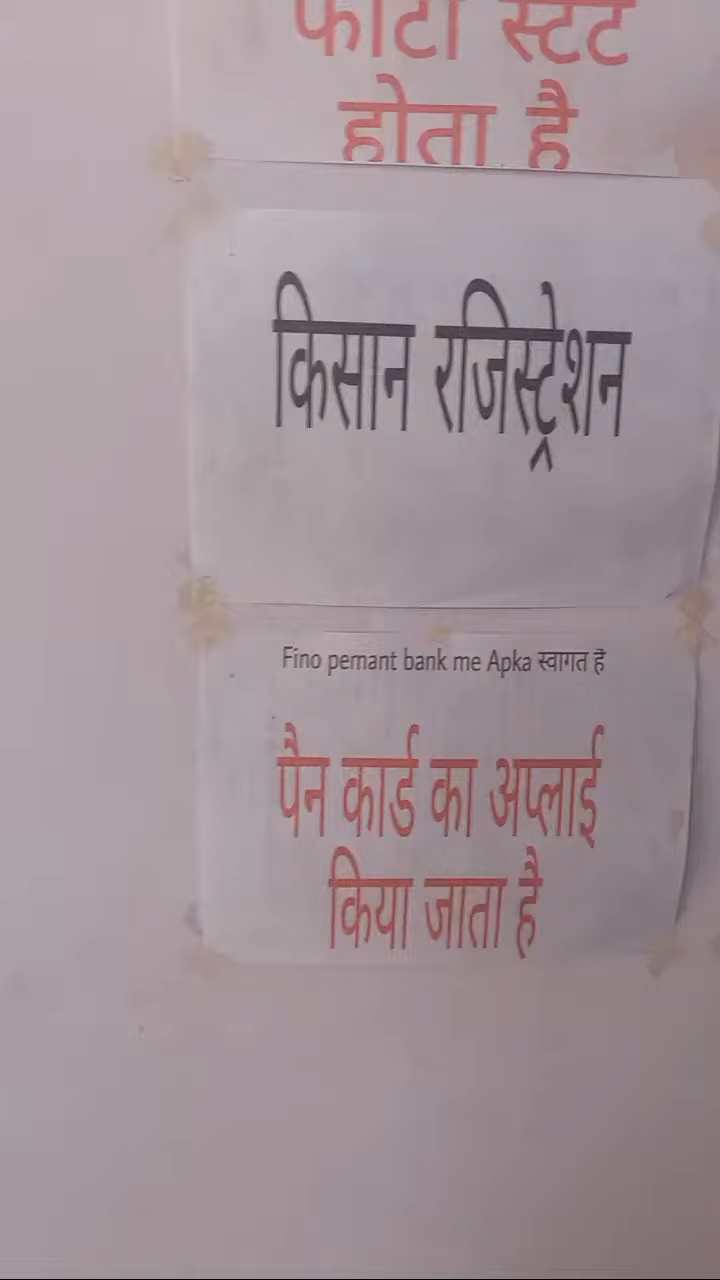 फोटो स्टेट
होता है
किसान रजिस्ट्रेशन
Fino pemant bank me Apka स्वागत है
पैन कार्ड का अप्लाई
किया जाता है